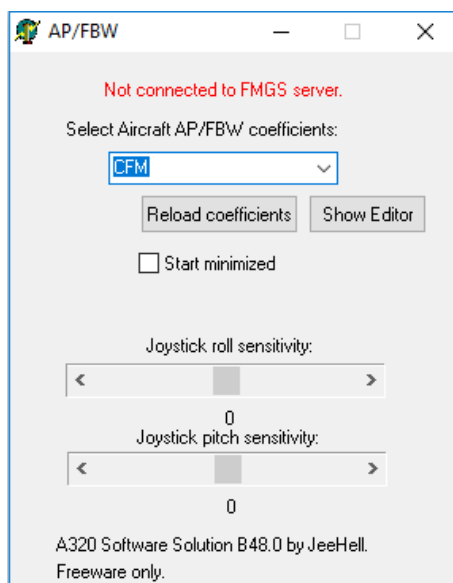 AP/FBW
Not connected to FMGS server.
Select Aircraft AP/FBW coefficients:
CFM
Reload coefficients Show Editor
Start minimized
Joystick roll sensitivity:
0
Joystick pitch sensitivity:
0
A320 Software Solution B48.0 by JeeHell.
Freeware only.